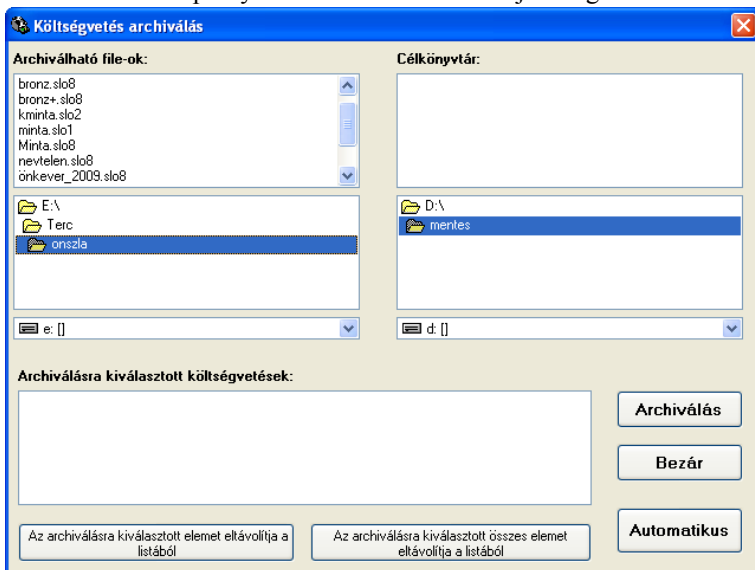 Költségvetés archiválás
Archiválható file-ok:
Célkönyvtár:
bronz.slo8
bronz+.slo8
kminta.slo2
minta.slo1
Minta.slo8
nevtelen.slo8
önkever_2009.slo8
E:\
Terc
onszla
D:\
mentes
e: []
d: []
Archiválásra kiválasztott költségvetések:
Archiválás
Bezár
Automatikus
Az archiválásra kiválasztott elemet eltávolítja a
listából
Az archiválásra kiválasztott összes elemet
eltávolítja a listából